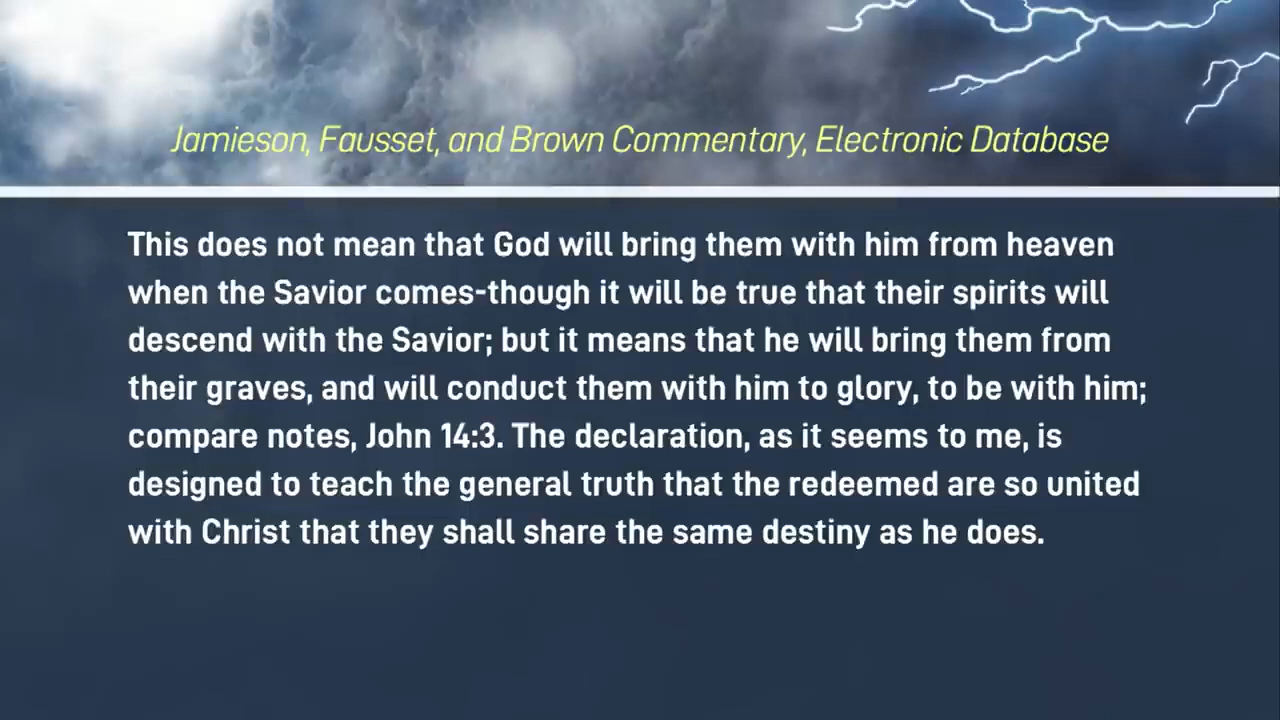 Jamieson, Fausset, and Brown Commentary, Electronic Database
This does not mean that God will bring them with him from heaven
when the Savior comes-though it will be true that their spirits will
descend with the Savior; but it means that he will bring them from
their graves, and will conduct them with him to glory, to be with him;
compare notes, John 14:3. The declaration, as it seems to me, is
designed to teach the general truth that the redeemed are so united
with Christ that they shall share the same destiny as he does.